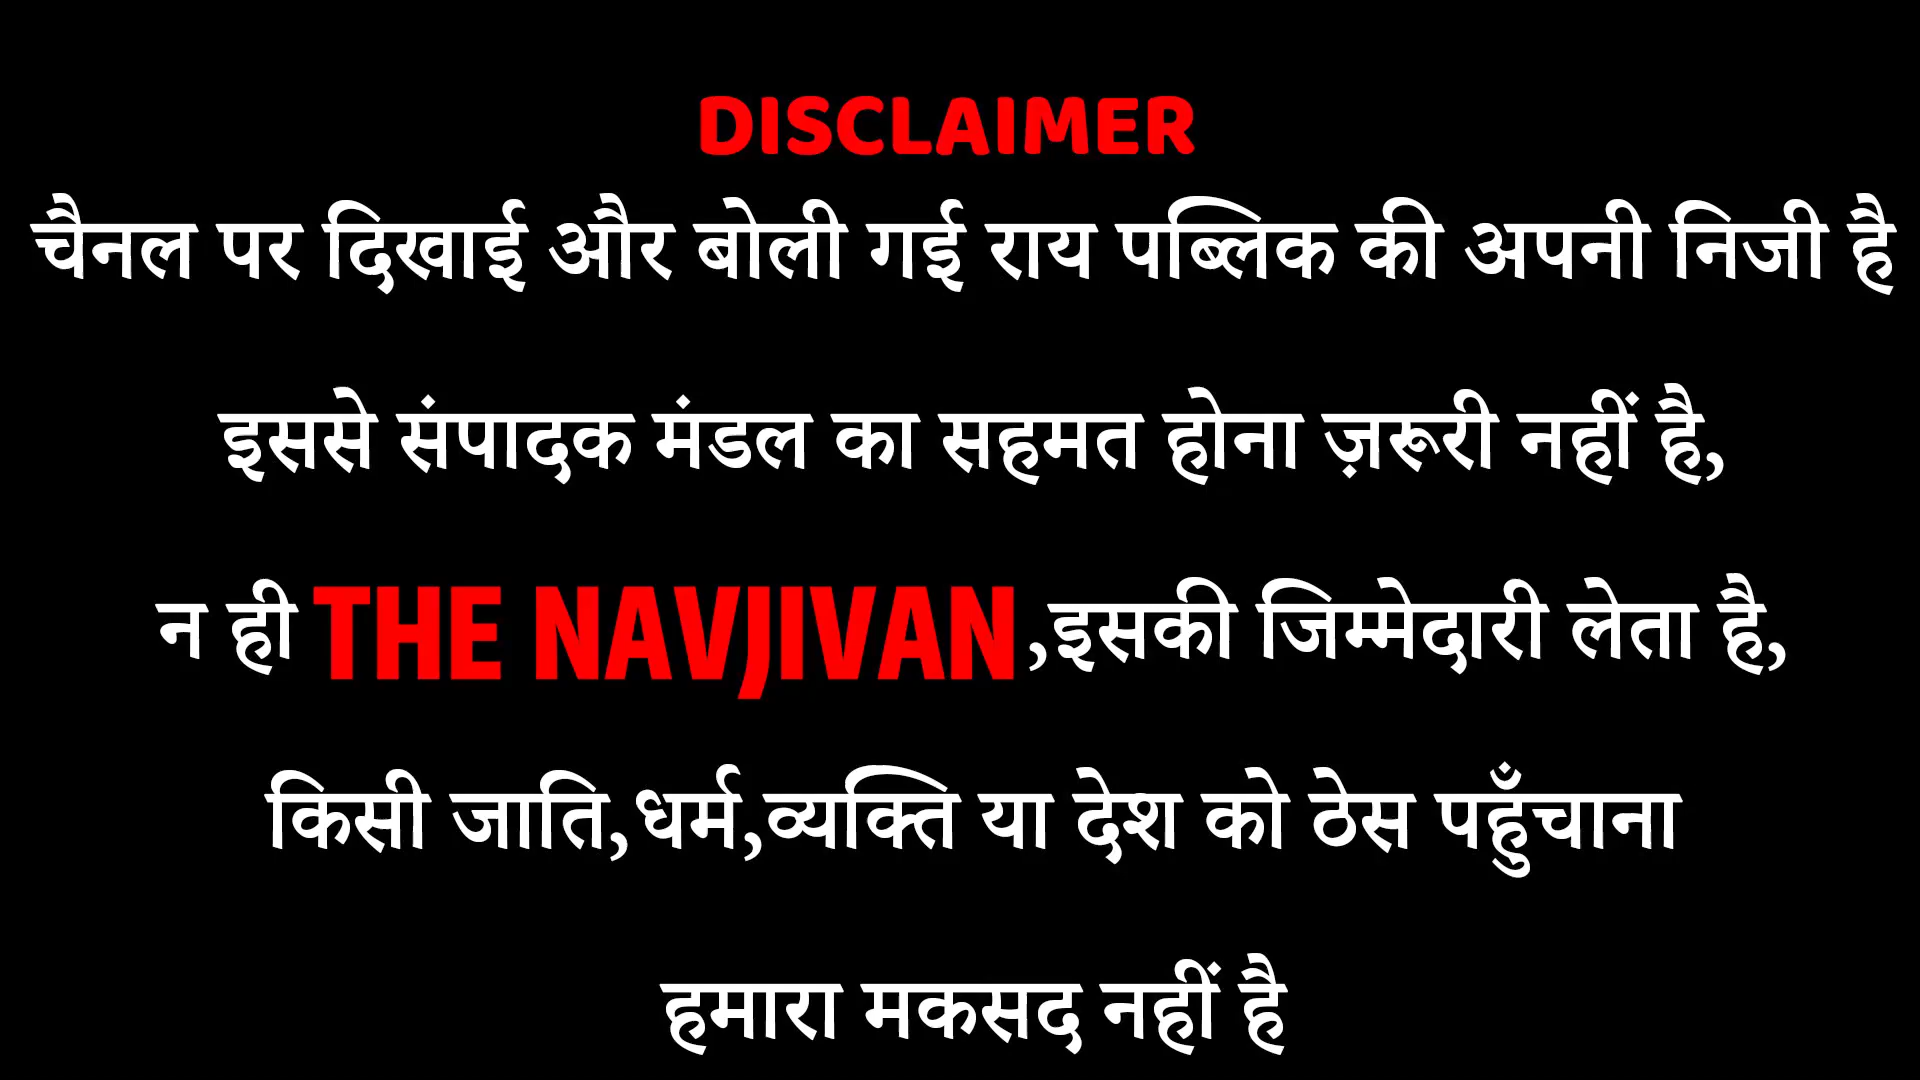 DISCLAIMER
चैनल पर दिखाई और बोली गई राय पब्लिक की अपनी निजी है
इससे संपादक मंडल का सहमत होना ज़रूरी नहीं है,
न ही THE NAVJIVAN ,इसकी जिम्मेदारी लेता है,
किसी जाति,धर्म,व्यक्ति या देश को ठेस पहुँचाना
हमारा मकसद नहीं है